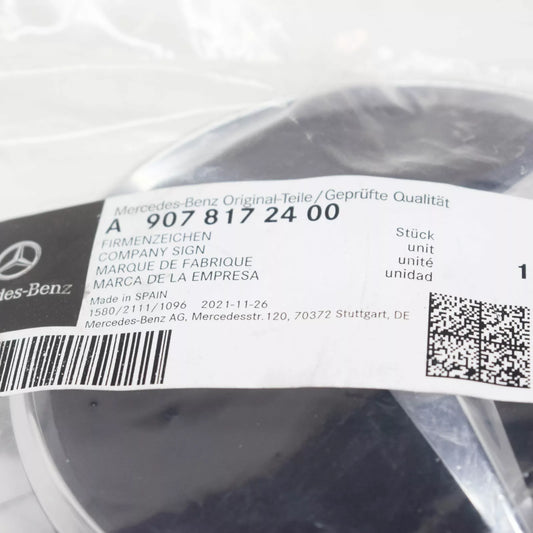 Mercedes-Benz Original-Teile/Geprüfte Qualität
A 907 817 24 00
FIRMENZEICHEN
COMPANY SIGN
MARQUE DE FABRIQUE
MARCA DE LA EMPRESA
Stück
unit
unité
unidad
1
des-Benz
Made in SPAIN
1580/2111/1096 2021-11-26
Mercedes-Benz AG, Mercedesstr.120, 70372 Stuttgart, DE